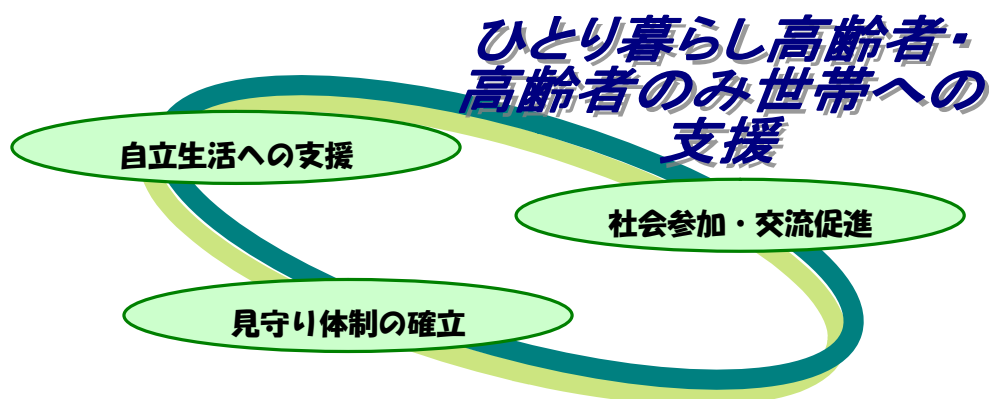 ひとり暮らし高齢者・
高齢者のみ世帯への
支援
自立生活への支援
社会参加・交流促進
見守り体制の確立